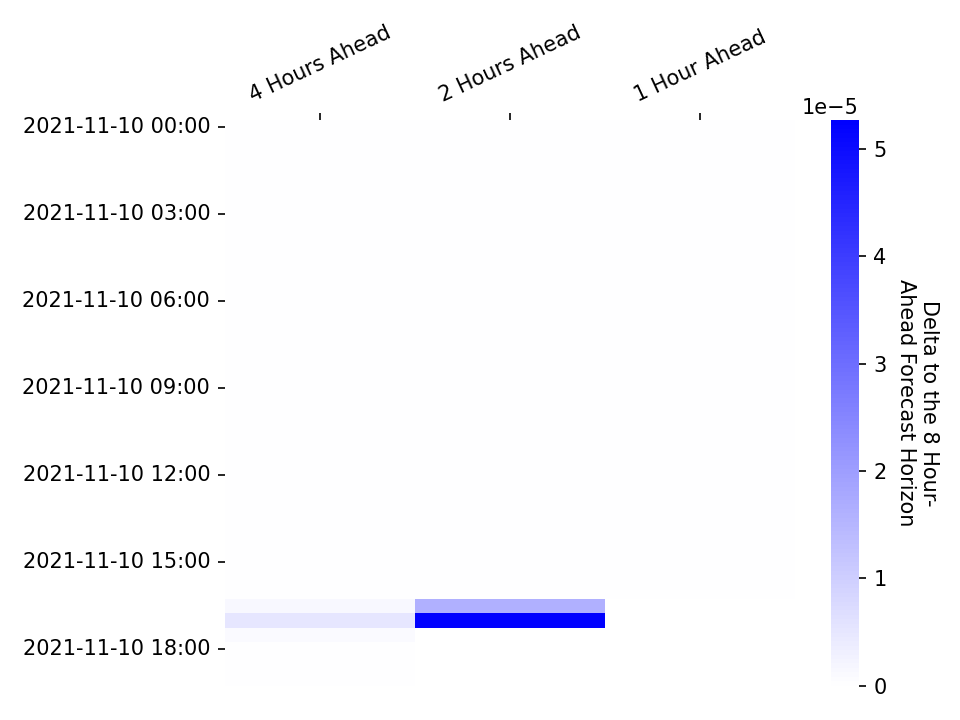 4 Hours Ahead
2 Hours Ahead
1 Hour Ahead
1e−5
2021-11-10 00:00
2021-11-10 03:00
2021-11-10 06:00
2021-11-10 09:00
2021-11-10 12:00
2021-11-10 15:00
2021-11-10 18:00
5
4
3
2
1
0
Delta to the 8 Hour-
Ahead Forecast Horizon